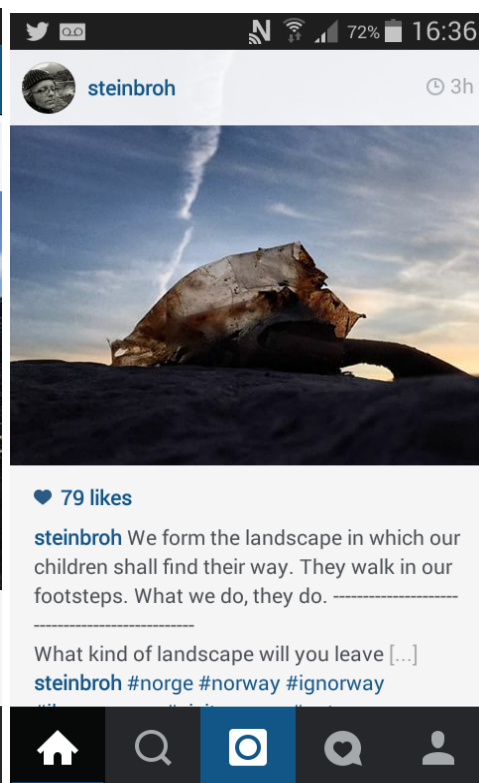 72% 16:36
steinbroh 3h
79 likes
steinbroh We form the landscape in which our
children shall find their way. They walk in our
footsteps. What we do, they do. ---------------------
---------------------------
What kind of landscape will you leave [...]
steinbroh #norge #norway #ignorway